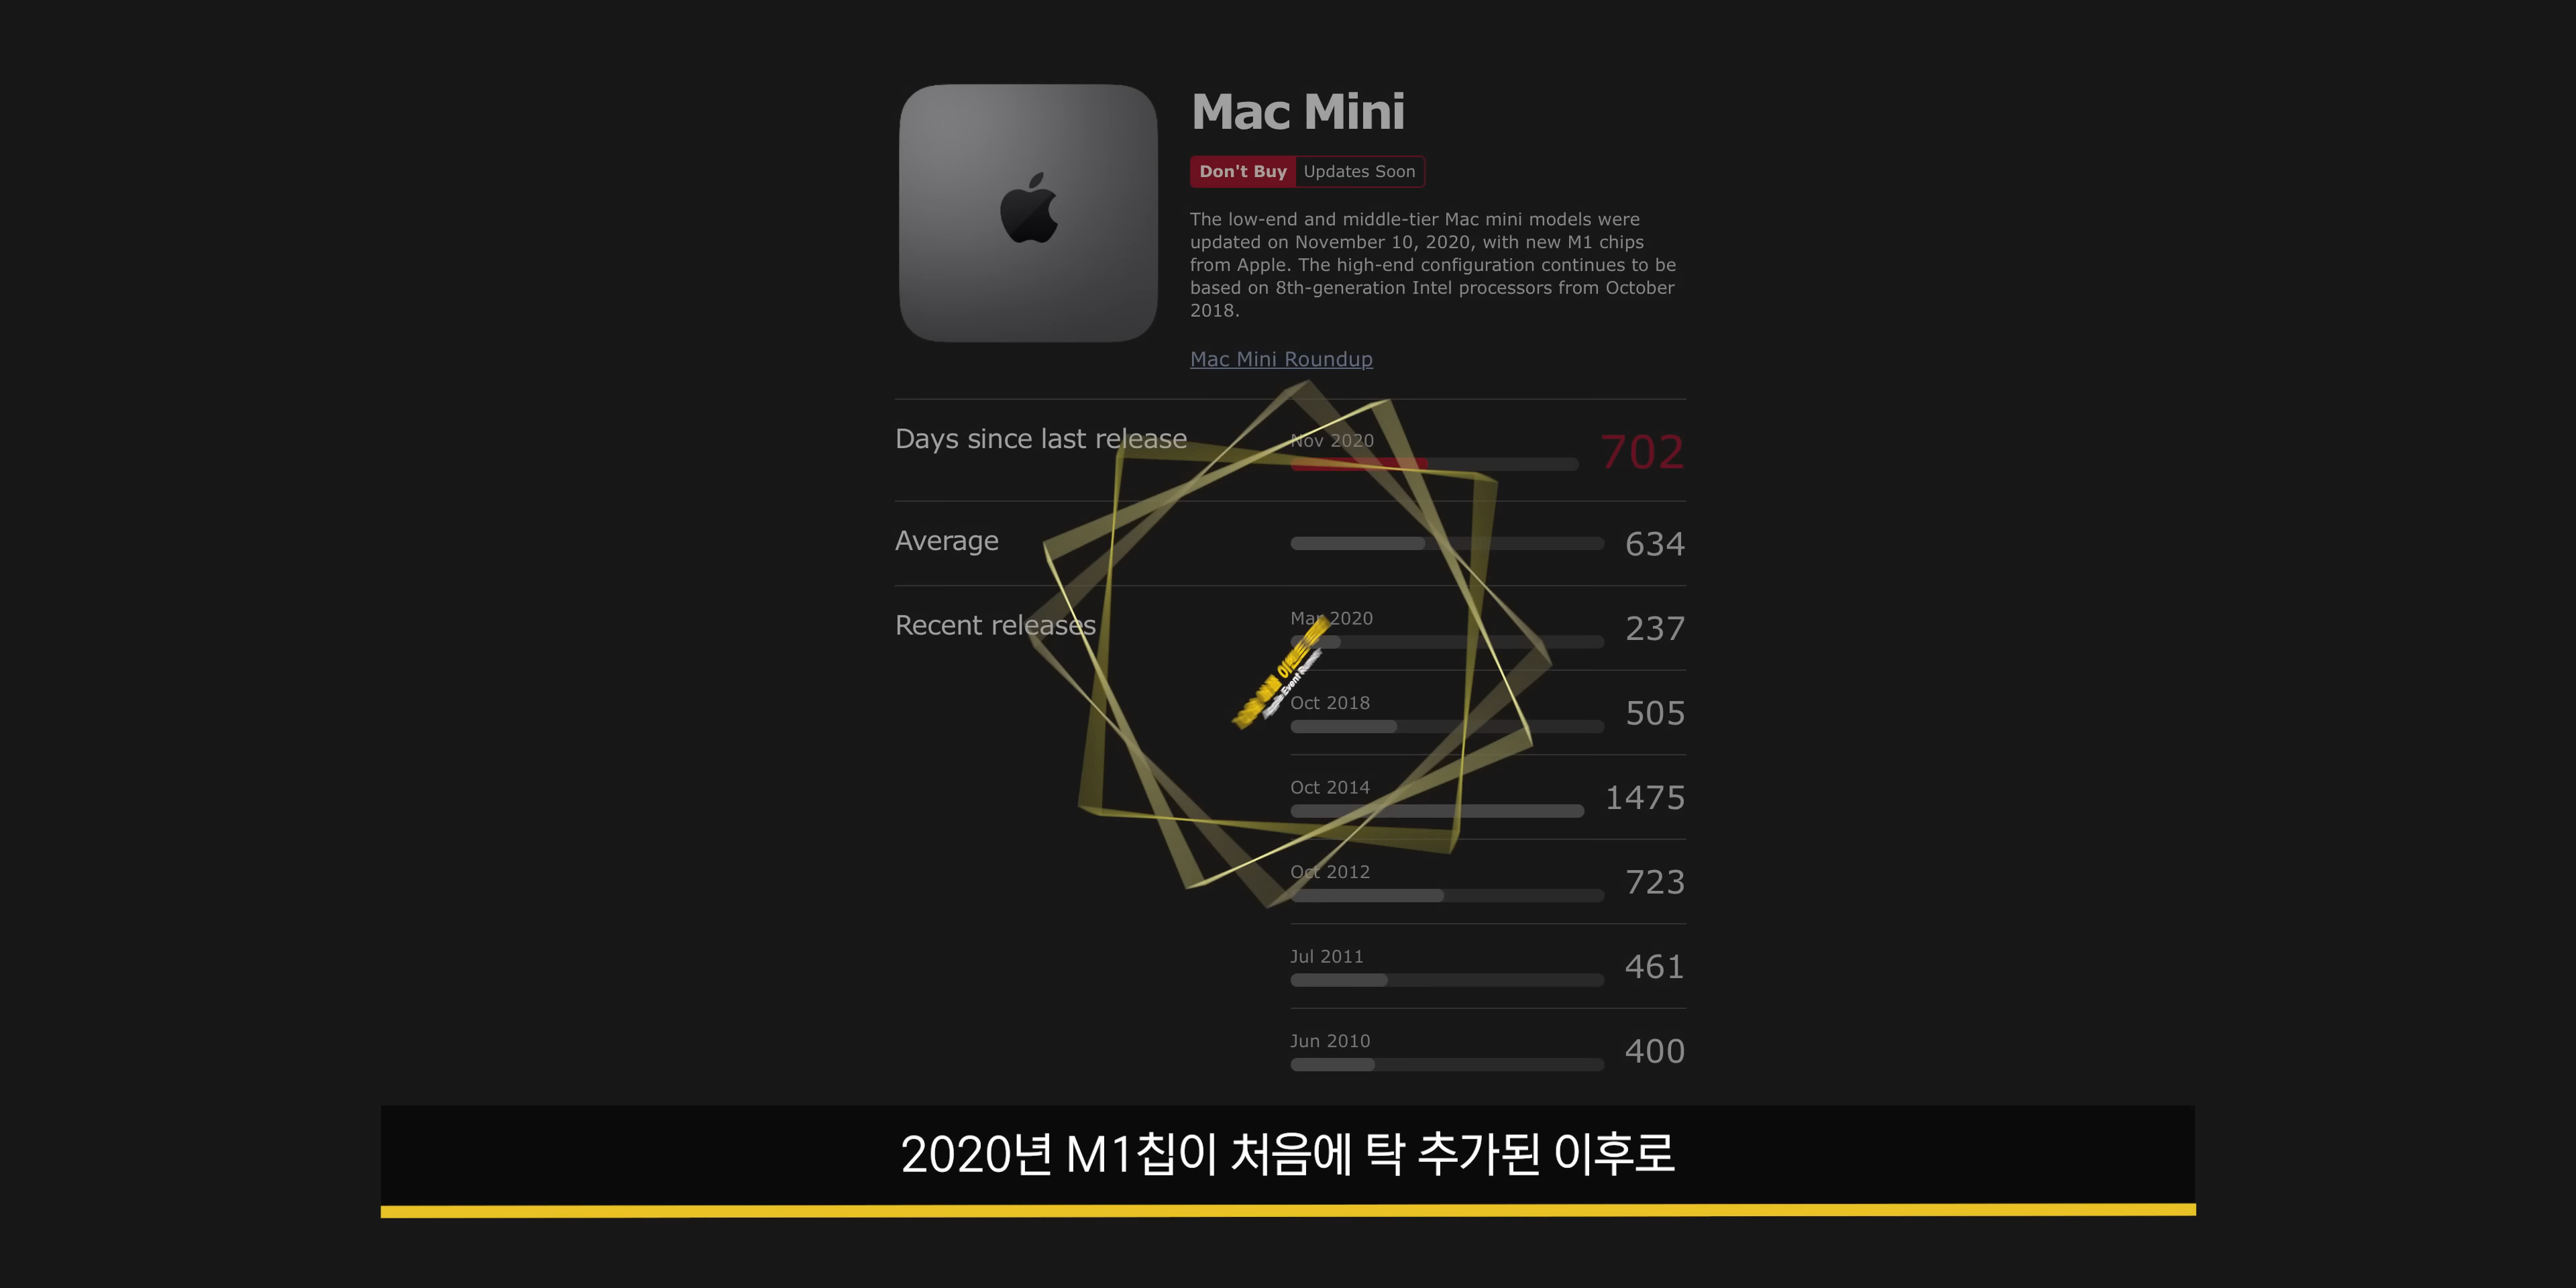 Mac Mini
Don't Buy Updates Soon
The low-end and middle-tier Mac mini models were
updated on November 10, 2020, with new M1 chips
from Apple. The high-end configuration continues to be
based on 8th-generation Intel processors from October
2018.
Mac Mini Roundup
Days since last release
Nov 2020
702
Average
634
Recent releases
Mar 2020
237
Oct 2018
505
Oct 2014
1475
Oct 2012
723
Jul 2011
461
Jun 2010
400
Event
2020년 M1칩이 처음에 탁 추가된 이후로